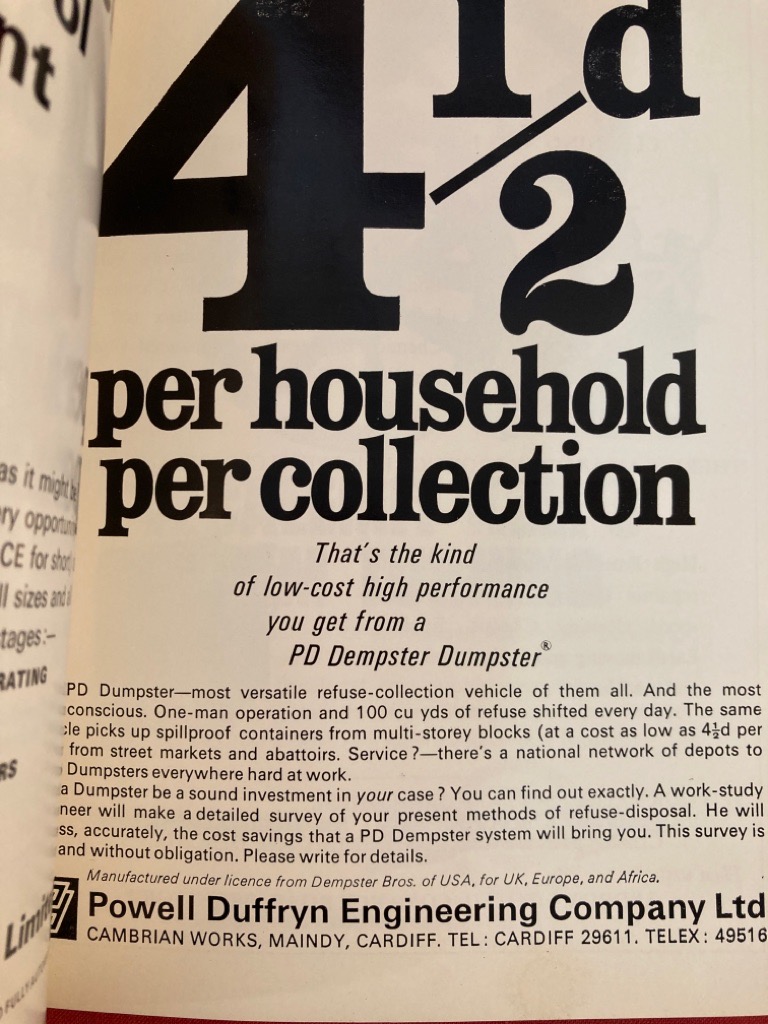 ol
nt
4 1/2 d
per household
per collection
That's the kind
of low-cost high performance
you get from a
PD Dempster Dumpster®
PD Dumpster—most versatile refuse-collection vehicle of them all. And the most
conscious. One-man operation and 100 cu yds of refuse shifted every day. The same
cle picks up spillproof containers from multi-storey blocks (at a cost as low as 4½d per
from street markets and abattoirs. Service?—there's a national network of depots to
Dumpsters everywhere hard at work.
a Dumpster be a sound investment in your case? You can find out exactly. A work-study
neer will make a detailed survey of your present methods of refuse-disposal. He will
ss, accurately, the cost savings that a PD Dempster system will bring you. This survey is
and without obligation. Please write for details.
Manufactured under licence from Dempster Bros. of USA, for UK, Europe, and Africa.
Powell Duffryn Engineering Company Ltd
CAMBRIAN WORKS, MAINDY, CARDIFF. TEL: CARDIFF 29611. TELEX: 49516
as it might be
ry opportuni
CE for short
ll sizes and
tages:–
RATING
RS
Limit